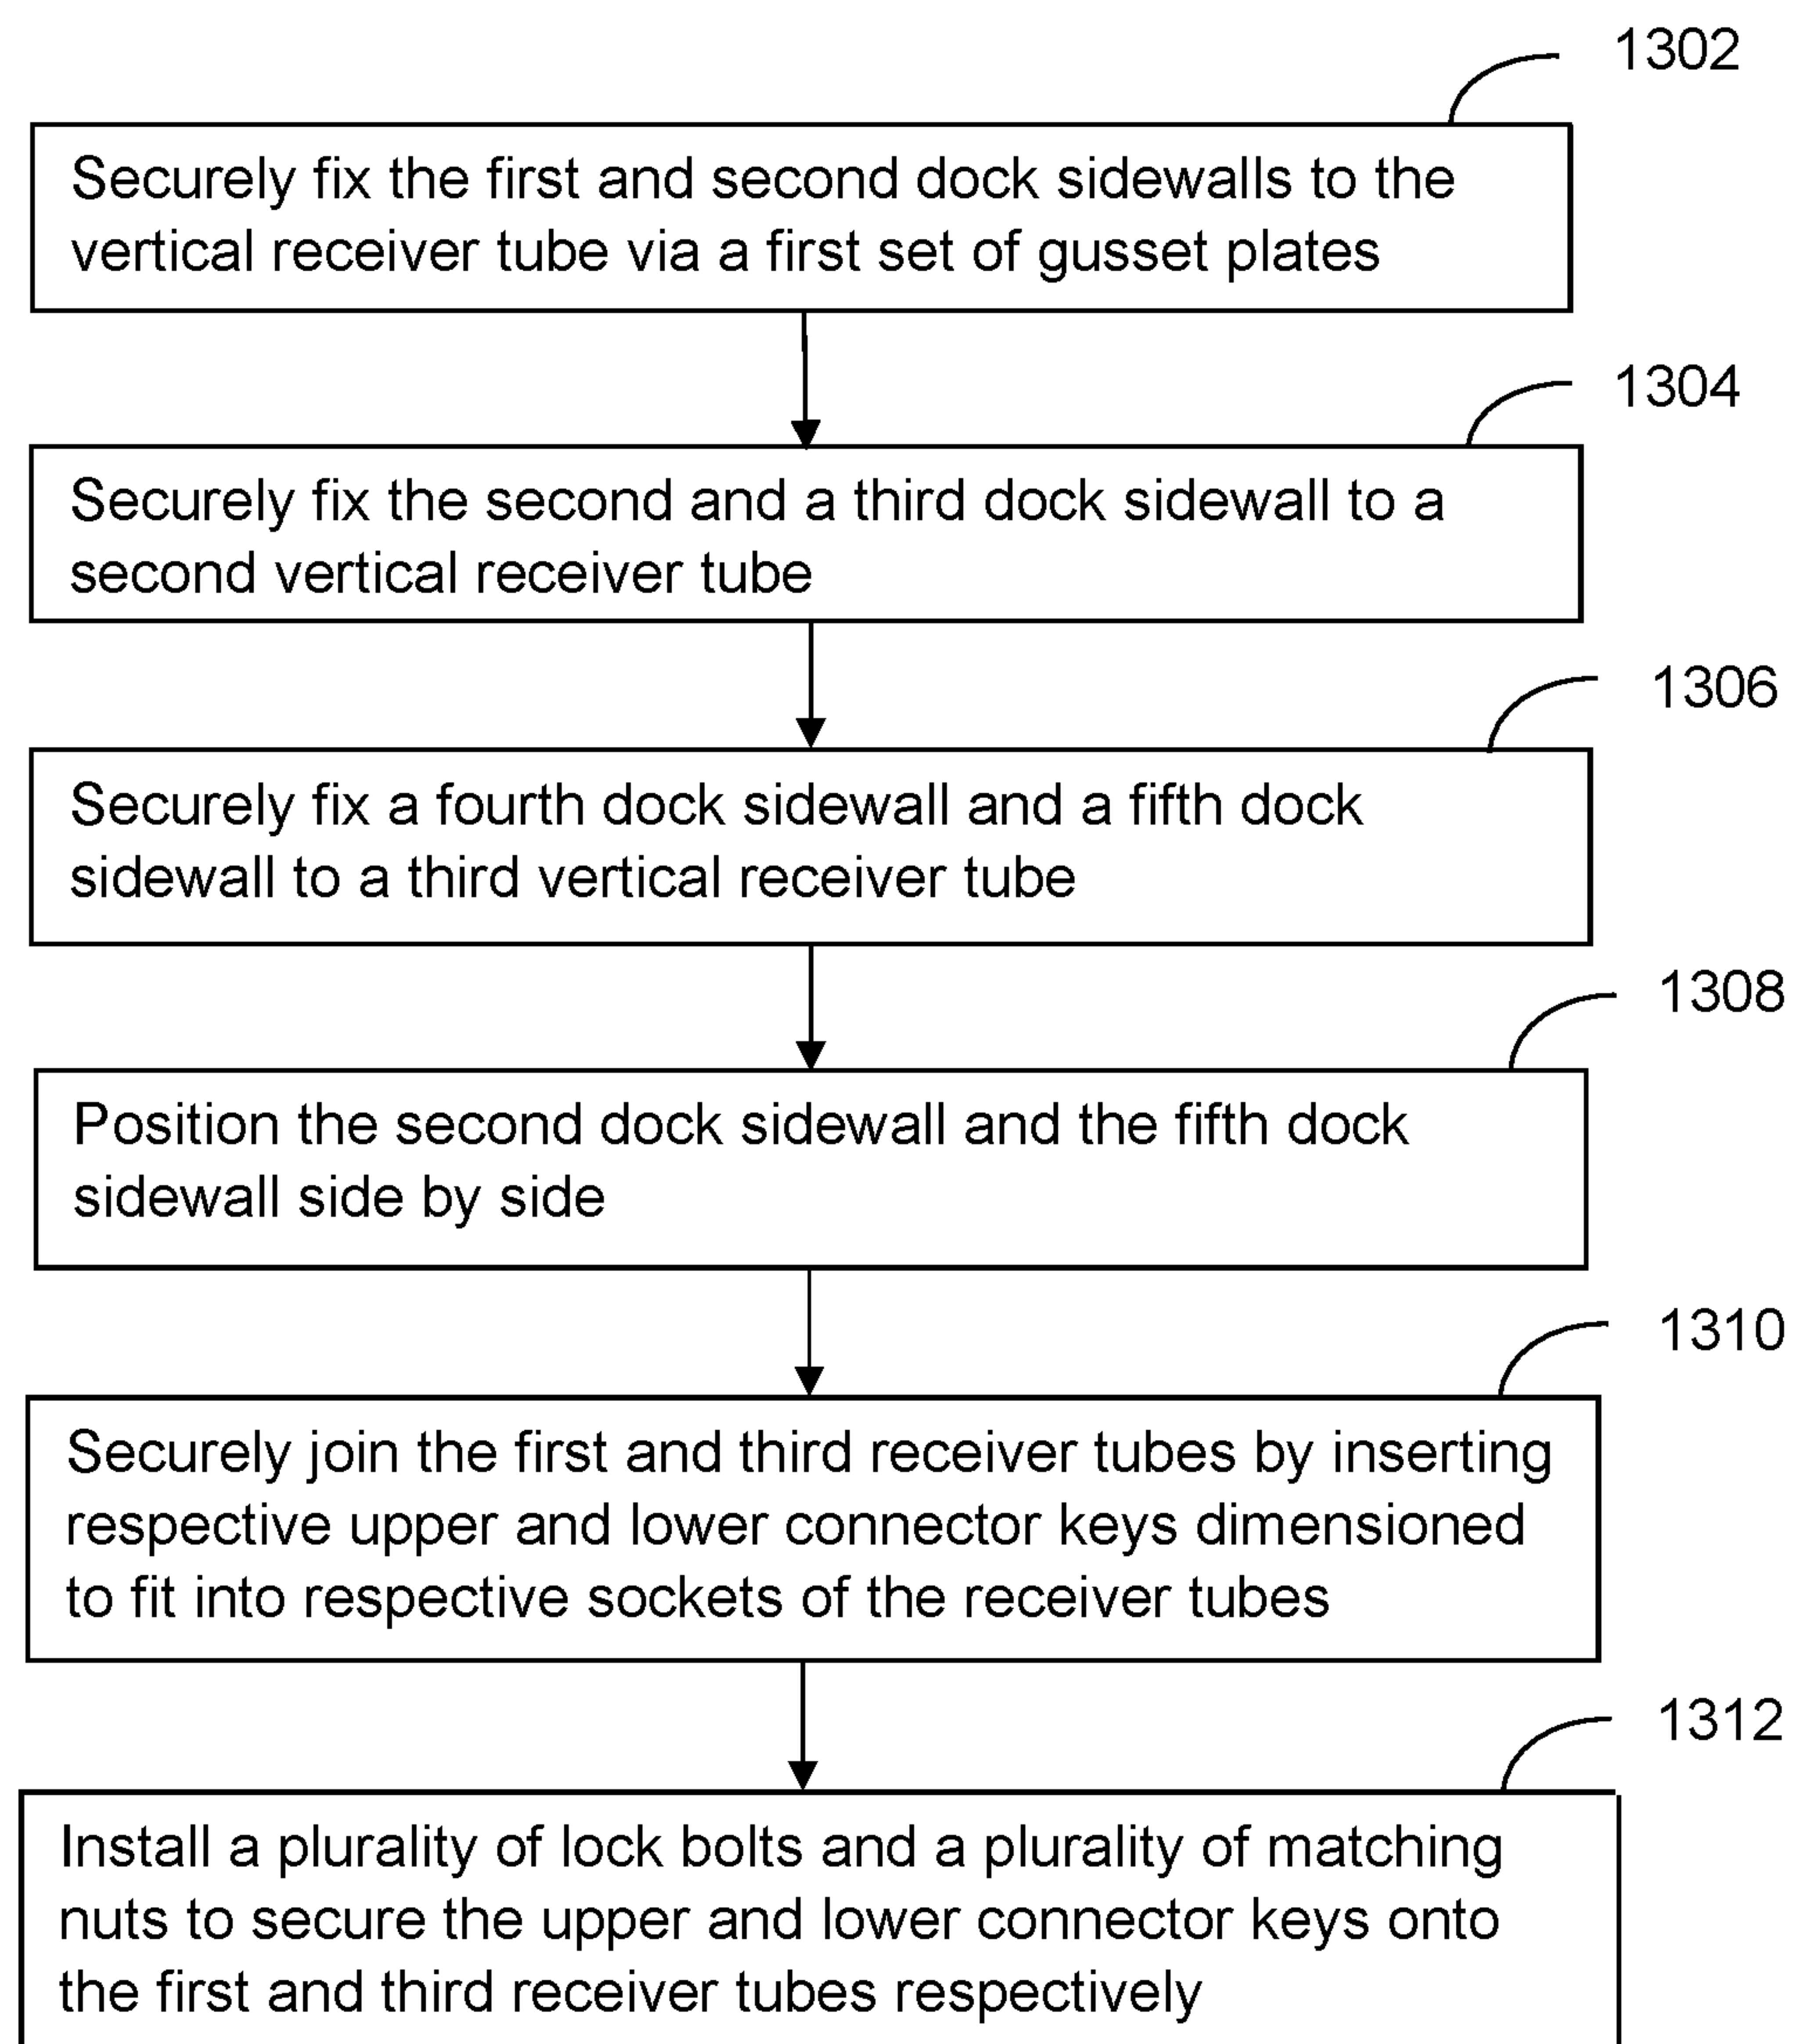 1302
Securely fix the first and second dock sidewalls to the
vertical receiver tube via a first set of gusset plates
1304
Securely fix the second and a third dock sidewall to a
second vertical receiver tube
1306
Securely fix a fourth dock sidewall and a fifth dock
sidewall to a third vertical receiver tube
1308
Position the second dock sidewall and the fifth dock
sidewall side by side
1310
Securely join the first and third receiver tubes by inserting
respective upper and lower connector keys dimensioned
to fit into respective sockets of the receiver tubes
1312
Install a plurality of lock bolts and a plurality of matching
nuts to secure the upper and lower connector keys onto
the first and third receiver tubes respectively